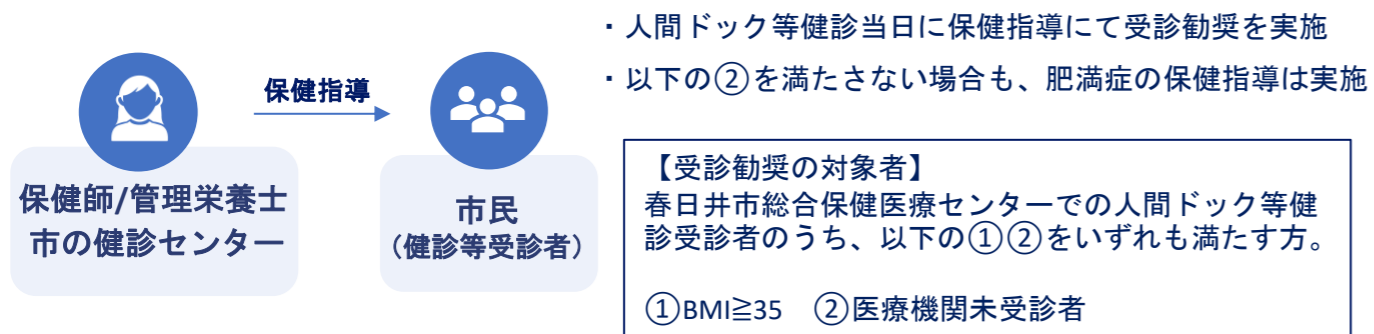 ・人間ドック等健診当日に保健指導にて受診勧奨を実施
・以下の②を満たさない場合も、肥満症の保健指導は実施
保健指導
保健師/管理栄養士
市の健診センター
市民
（健診等受診者）
【受診勧奨の対象者】
春日井市総合保健医療センターでの人間ドック等健
診受診者のうち、以下の①②をいずれも満たす方。
①BMI≧35　②医療機関未受診者